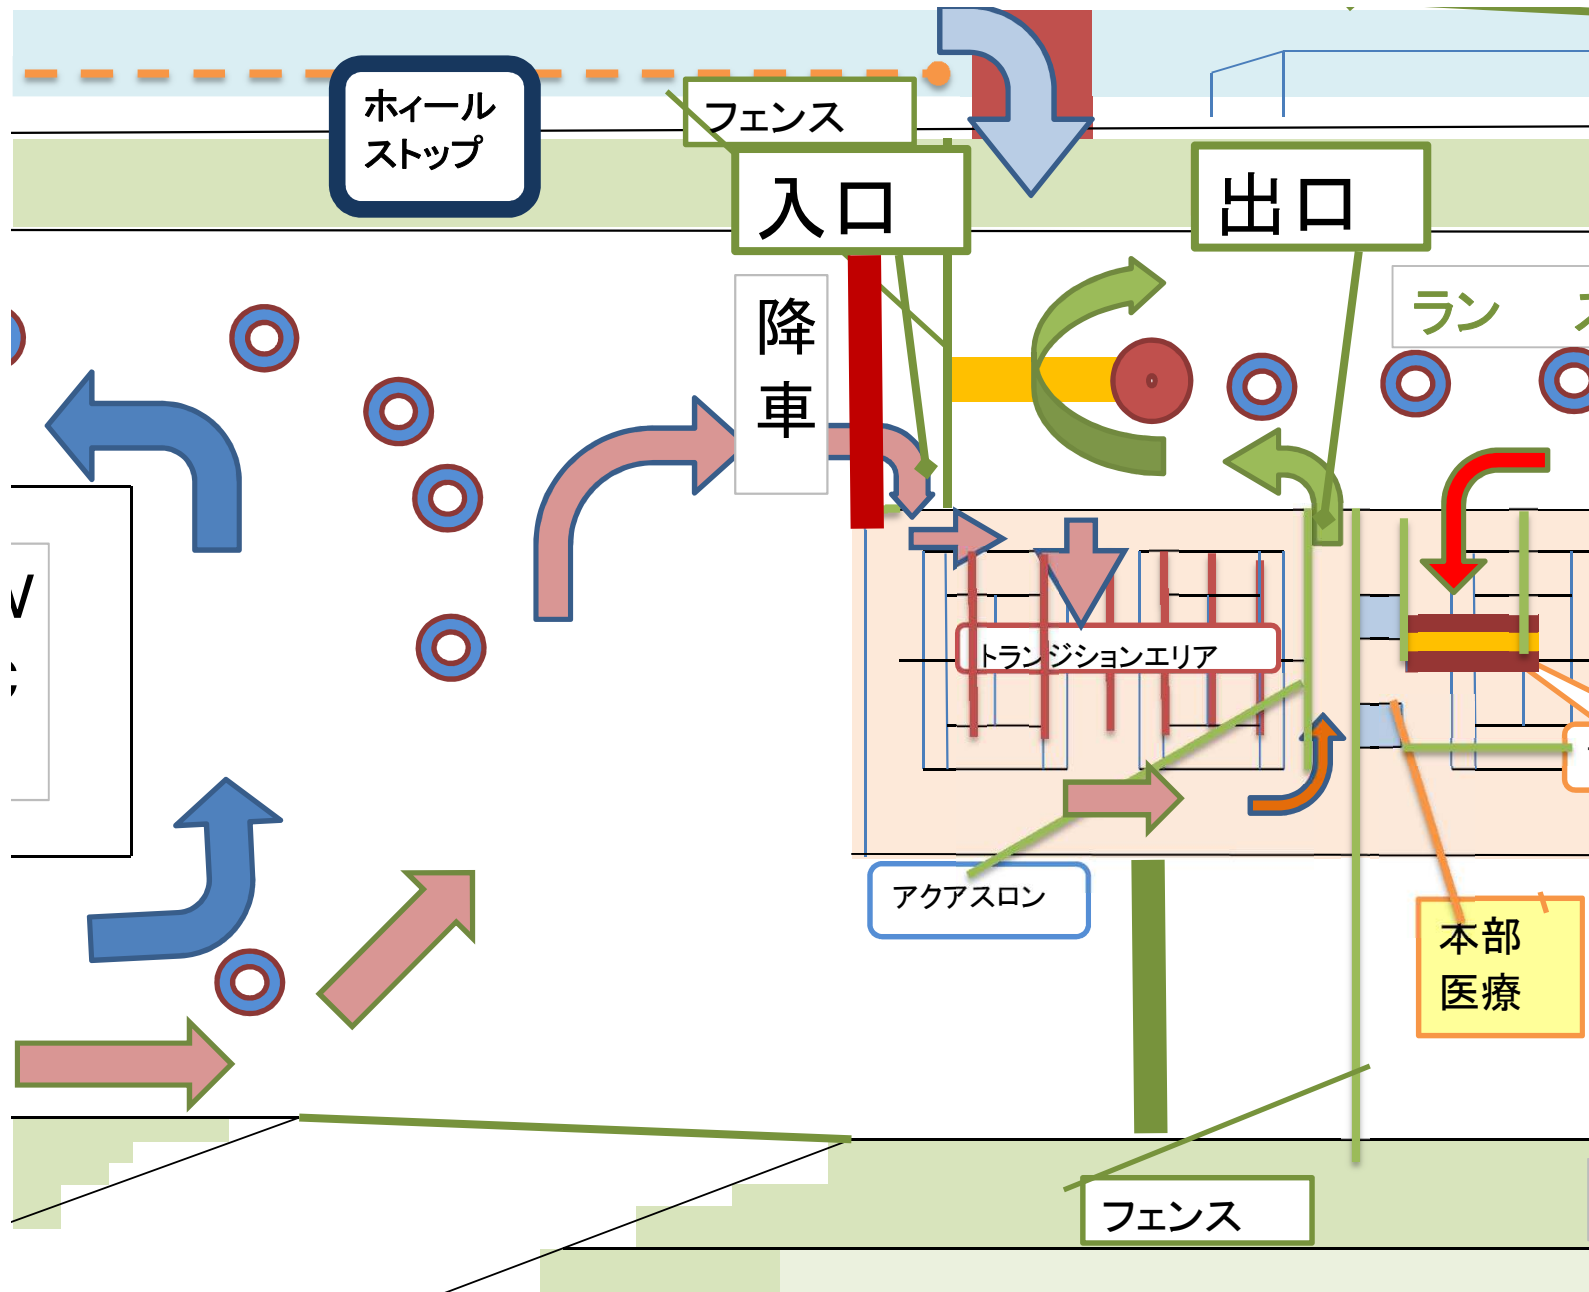 ホィール
ストップ
フェンス
入口
出口
降
車
ラン
トランジションエリア
アクアスロン
本部
医療
フェンス